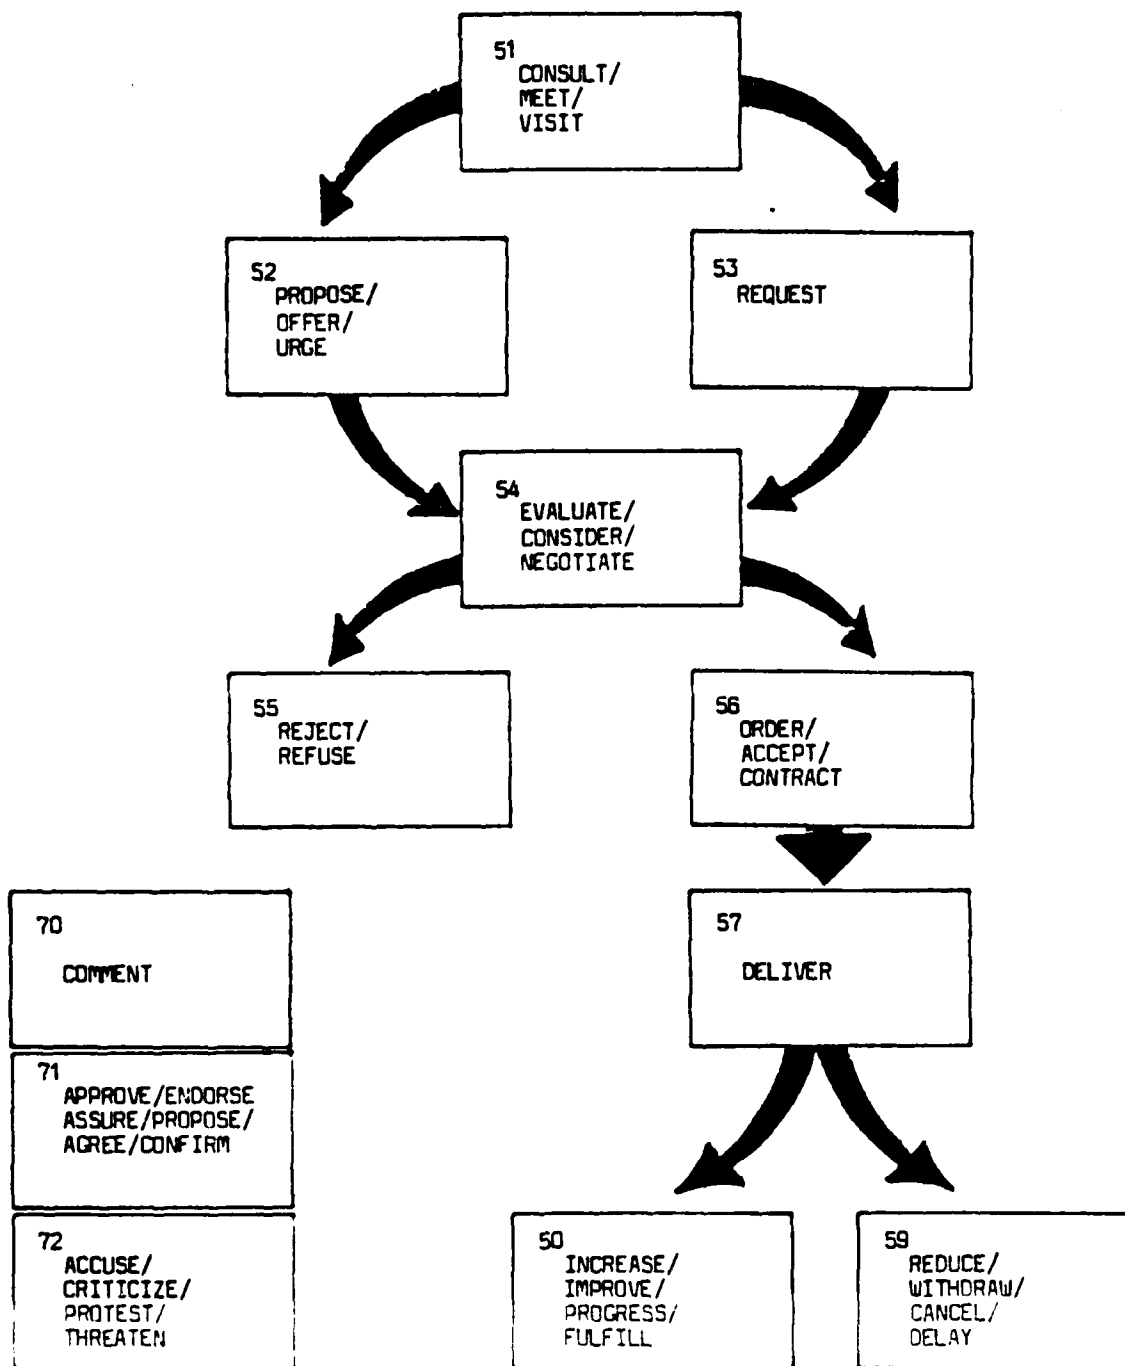 51
CONSULT/
MEET/
VISIT
52
PROPOSE/
OFFER/
URGE
53
REQUEST
54
EVALUATE/
CONSIDER/
NEGOTIATE
55
REJECT/
REFUSE
56
ORDER/
ACCEPT/
CONTRACT
70
COMMENT
57
DELIVER
71
APPROVE/ENDORSE
ASSURE/PROPOSE/
AGREE/CONFIRM
72
ACCUSE/
CRITICIZE/
PROTEST/
THREATEN
50
INCREASE/
IMPROVE/
PROGRESS/
FULFILL
59
REDUCE/
WITHDRAW/
CANCEL/
DELAY